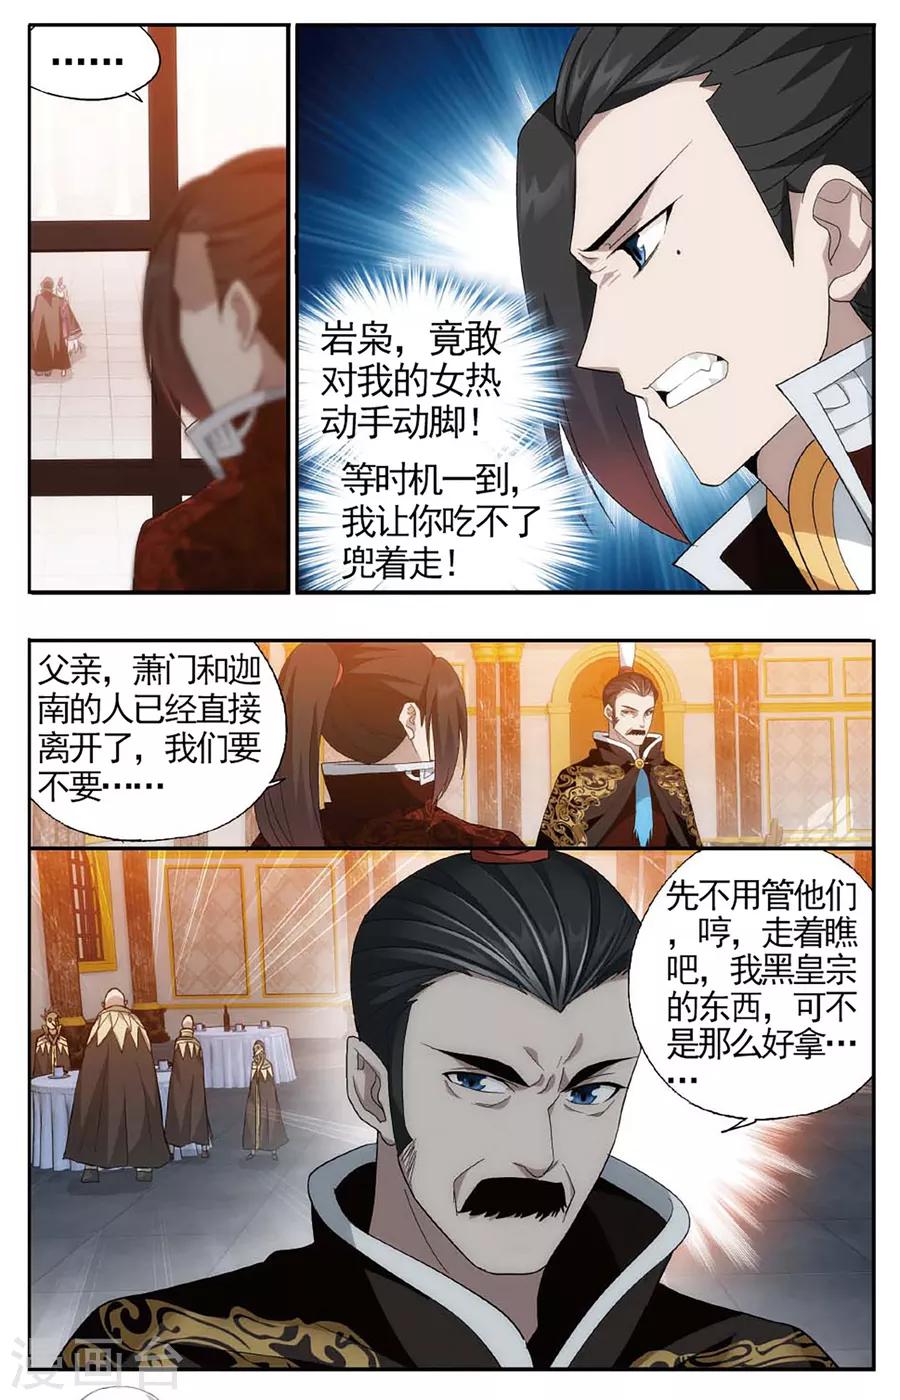 ……
岩枭，竟敢
对我的女热
动手动脚！
等时机一到，
我让你吃不了
兜着走！
父亲，萧门和迦
南的人已经直接
离开了，我们要
不要……
先不用管他们
，哼，走着瞧
吧，我黑皇宗
的东西，可不
是那么好拿…
…
漫画台